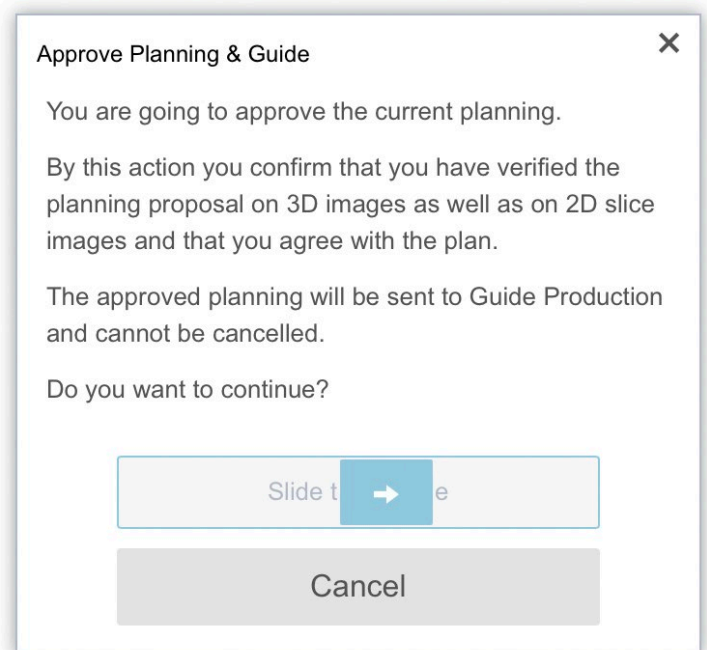 Approve Planning & Guide
You are going to approve the current planning.
By this action you confirm that you have verified the
planning proposal on 3D images as well as on 2D slice
images and that you agree with the plan.
The approved planning will be sent to Guide Production
and cannot be cancelled.
Do you want to continue?
Slide t e
Cancel